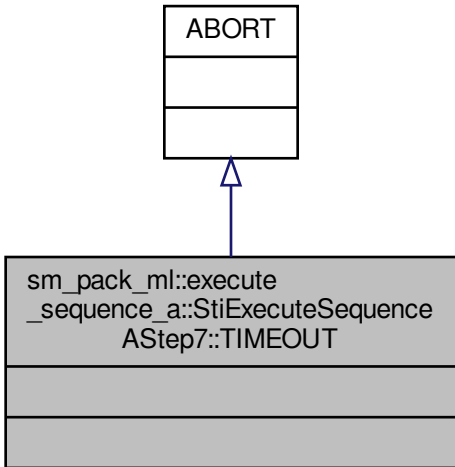 ABORT
sm_pack_ml::execute
_sequence_a::StiExecuteSequence
AStep7::TIMEOUT